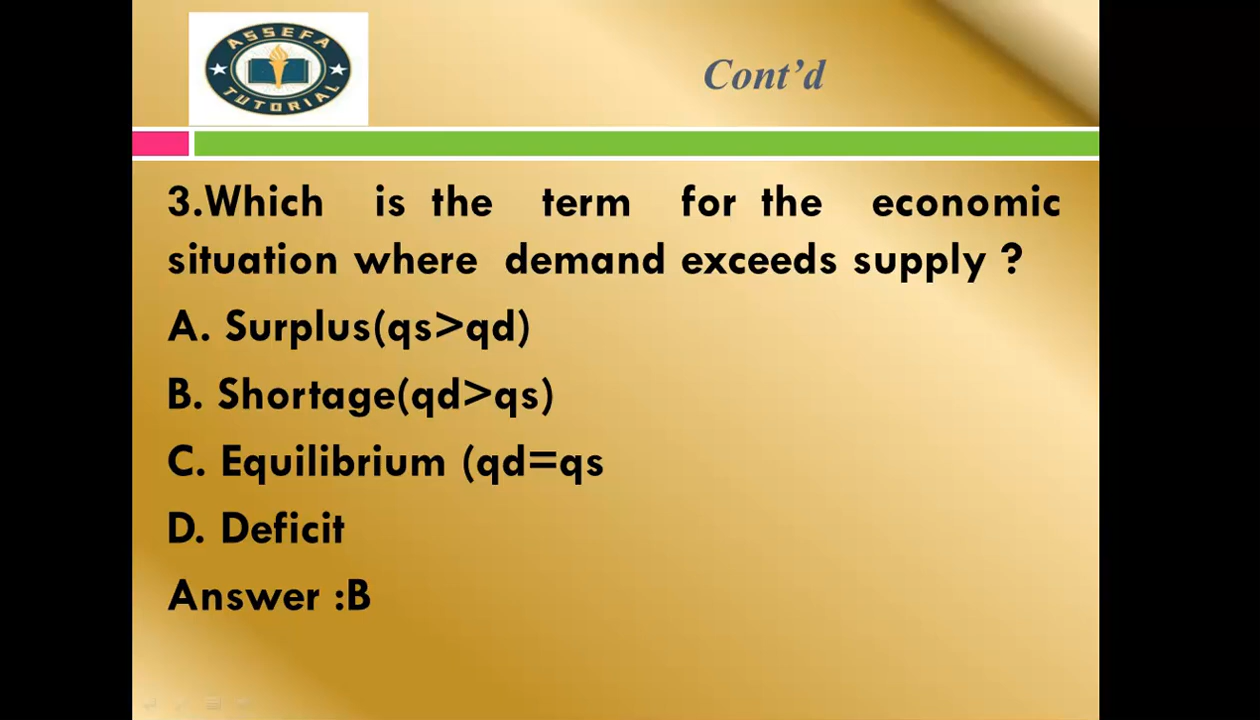 ASSEFA
TUTORIAL
Cont’d
3.Which is the term for the economic
situation where demand exceeds supply ?
A. Surplus(qs>qd)
B. Shortage(qd>qs)
C. Equilibrium (qd=qs
D. Deficit
Answer :B